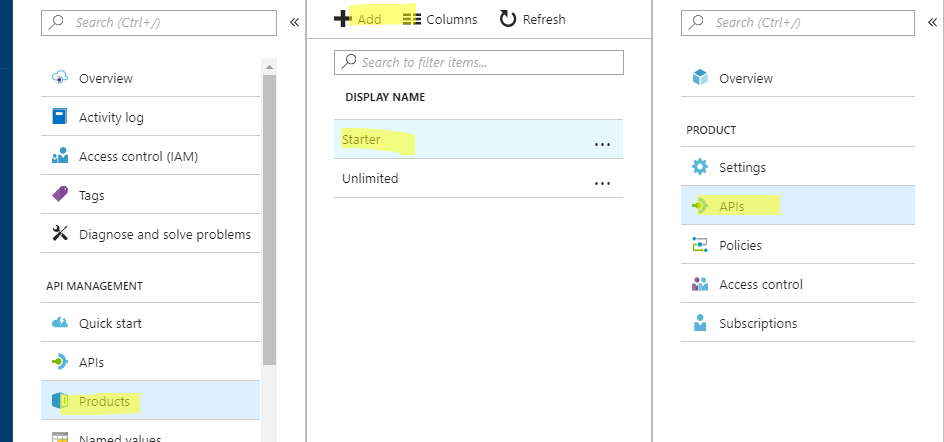 Search (Ctrl+/)
Overview
Activity log
Access control (IAM)
Tags
Diagnose and solve problems
API MANAGEMENT
Quick start
APIs
Products
Named values
Add Columns Refresh
Search to filter items...
DISPLAY NAME
Starter
Unlimited
Search (Ctrl+/)
Overview
PRODUCT
Settings
APIs
Policies
Access control
Subscriptions